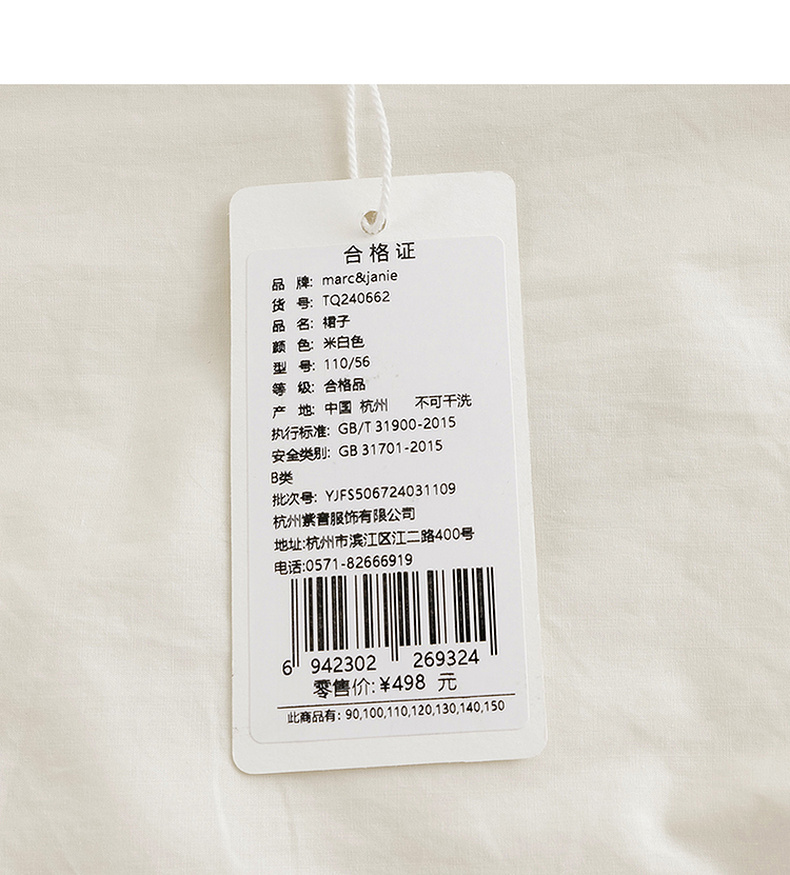 合格证
品 牌: marc&janie
货 号: TQ240662
品 名: 裙子
颜 色: 米白色
型 号: 110/56
等 级: 合格品
产 地: 中国 杭州 不可干洗
执行标准: GB/T 31900-2015
安全类别: GB 31701-2015
B类
批次号: YJFS506724031109
杭州紫薏服饰有限公司
地址:杭州市滨江区江二路400号
电话:0571-82666919
6 942302 269324
零售价:¥498 元
此商品有: 90,100,110,120,130,140,150